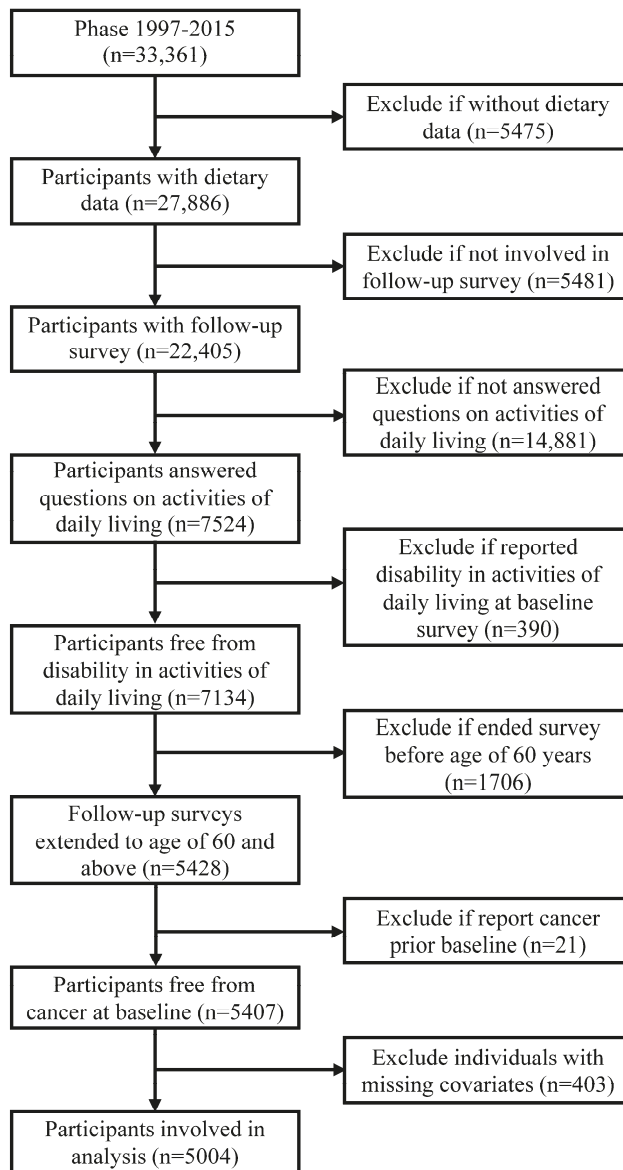 Phase 1997-2015
(n=33,361)
Exclude if without dietary
data (n−5475)
Participants with dietary
data (n=27,886)
Exclude if not involved in
follow-up survey (n=5481)
Participants with follow-up
survey (n=22,405)
Exclude if not answered
questions on activities of
daily living (n=14,881)
Participants answered
questions on activities of
daily living (n=7524)
Exclude if reported
disability in activities of
daily living at baseline
survey (n=390)
Participants free from
disability in activities of
daily living (n=7134)
Exclude if ended survey
before age of 60 years
(n=1706)
Follow-up surveys
extended to age of 60 and
above (n=5428)
Exclude if report cancer
prior baseline (n=21)
Participants free from
cancer at baseline (n−5407)
Exclude individuals with
missing covariates (n=403)
Participants involved in
analysis (n=5004)